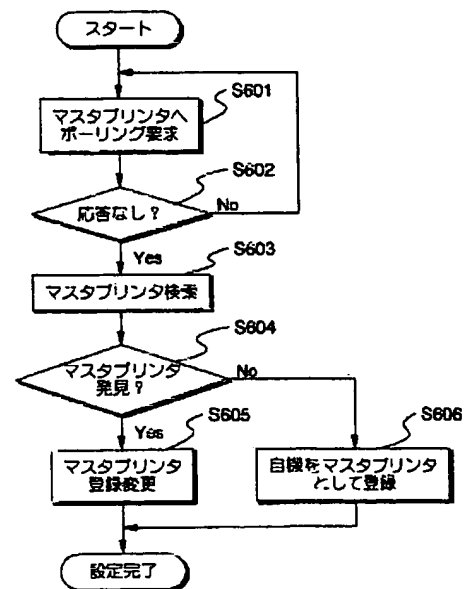 スタート
S601
マスタプリンタへ
ポーリング要求
S602
応答なし？
No
Yes
S603
マスタプリンタ検索
S604
マスタプリンタ
発見？
No
Yes
S605
マスタプリンタ
登録変更
S606
自機をマスタプリンタ
として登録
設定完了